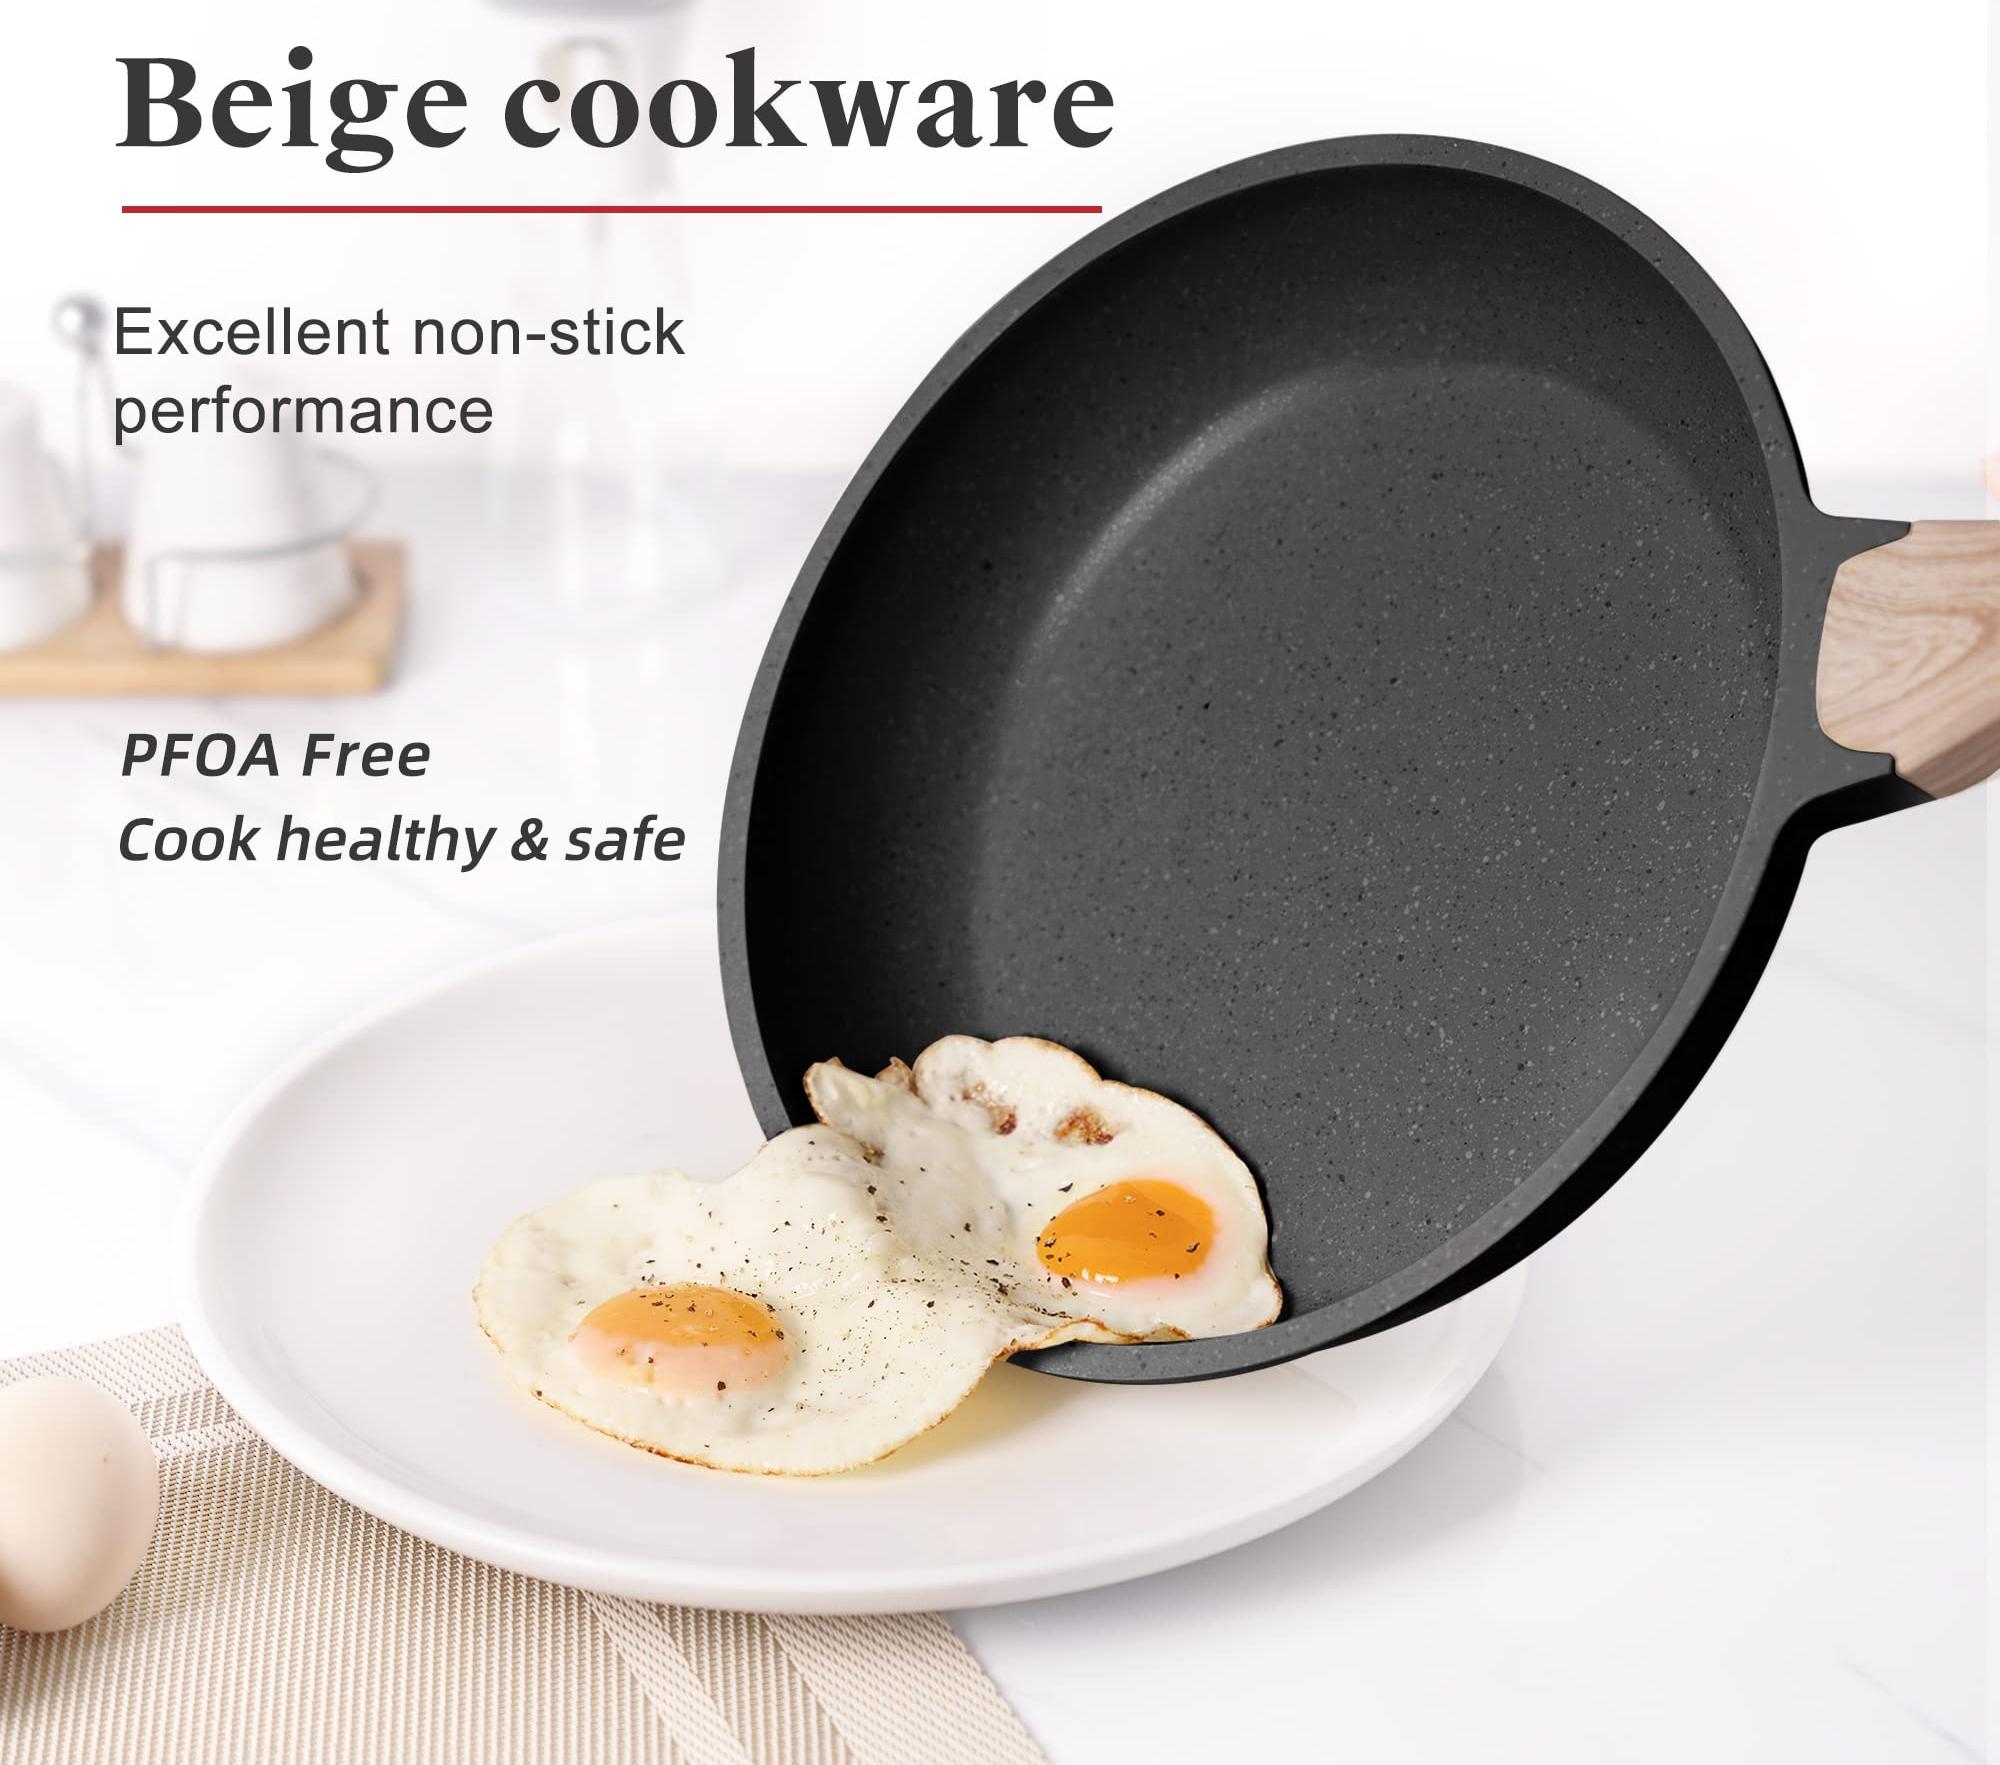 Beige cookware
Excellent non-stick
performance
PFOA Free
Cook healthy & safe